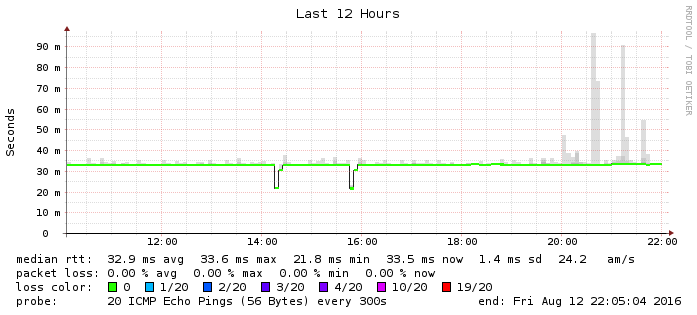 Last 12 Hours
RRDTOOL / TOBI OETIKER
Seconds
90 m
80 m
70 m
60 m
50 m
40 m
30 m
20 m
10 m
0
12:00 14:00 16:00 18:00 20:00 22:00
median rtt: 32.9 ms avg 33.6 ms max 21.8 ms min 33.5 ms now 1.4 ms sd 24.2 am/s
packet loss: 0.00 % avg 0.00 % max 0.00 % min 0.00 % now
loss color: 0 1/20 2/20 3/20 4/20 10/20 19/20
probe: 20 ICMP Echo Pings (56 Bytes) every 300s end: Fri Aug 12 22:05:04 2016